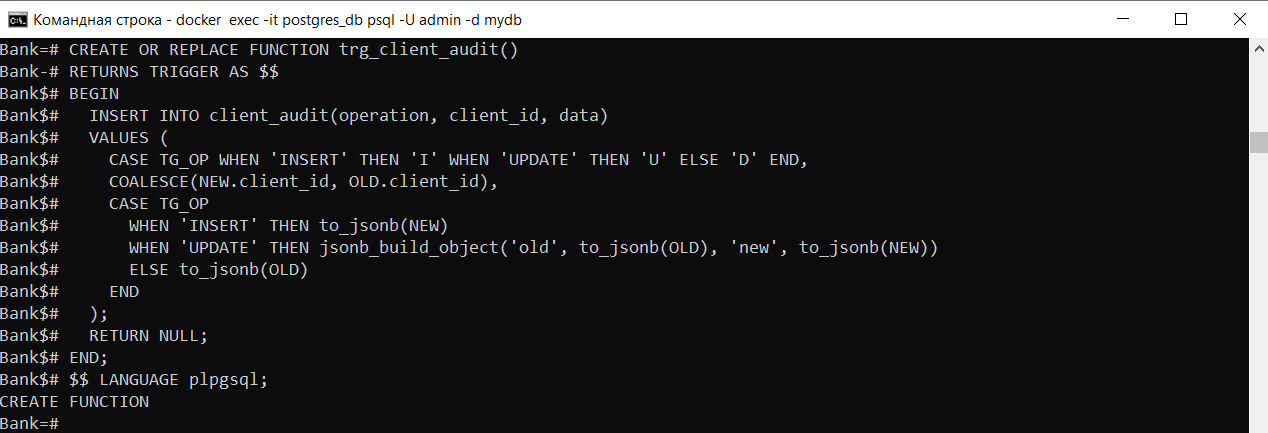 Командная строка - docker  exec -it postgres_db psql -U admin -d mydb
Bank=# CREATE OR REPLACE FUNCTION trg_client_audit()
Bank-# RETURNS TRIGGER AS $$
Bank$# BEGIN
Bank$#   INSERT INTO client_audit(operation, client_id, data)
Bank$#   VALUES (
Bank$#     CASE TG_OP WHEN 'INSERT' THEN 'I' WHEN 'UPDATE' THEN 'U' ELSE 'D' END,
Bank$#     COALESCE(NEW.client_id, OLD.client_id),
Bank$#     CASE TG_OP
Bank$#       WHEN 'INSERT' THEN to_jsonb(NEW)
Bank$#       WHEN 'UPDATE' THEN jsonb_build_object('old', to_jsonb(OLD), 'new', to_jsonb(NEW))
Bank$#       ELSE to_jsonb(OLD)
Bank$#     END
Bank$#   );
Bank$#   RETURN NULL;
Bank$# END;
Bank$# $$ LANGUAGE plpgsql;
CREATE FUNCTION
Bank=#